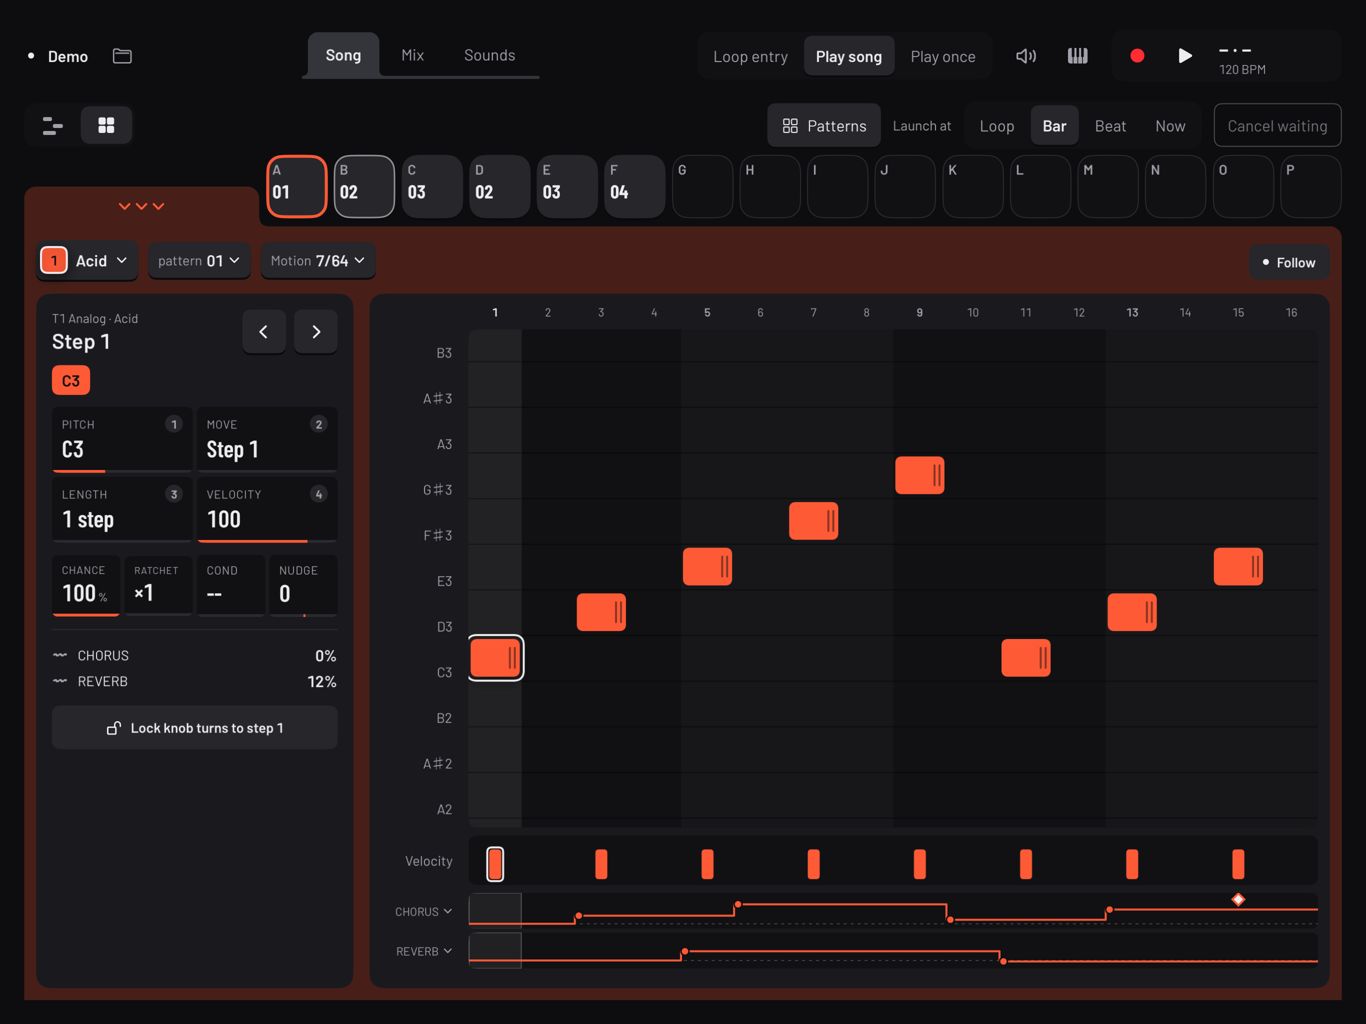 Demo
Song Mix Sounds
Loop entry Play song Play once
120 BPM
Patterns Launch at Loop Bar Beat Now Cancel waiting
A B C D E F G H I J K L M N O P
01 02 03 02 03 04
1 Acid pattern 01 Motion 7/64 Follow
T1 Analog · Acid
Step 1
C3
PITCH 1 MOVE 2
C3 Step 1
LENGTH 3 VELOCITY 4
1 step 100
CHANCE RATCHET COND NUDGE
100% ×1 -- 0
CHORUS 0%
REVERB 12%
Lock knob turns to step 1
1 2 3 4 5 6 7 8 9 10 11 12 13 14 15 16
B3
A♯3
A3
G♯3
F♯3
E3
D3
C3
B2
A♯2
A2
Velocity
CHORUS
REVERB